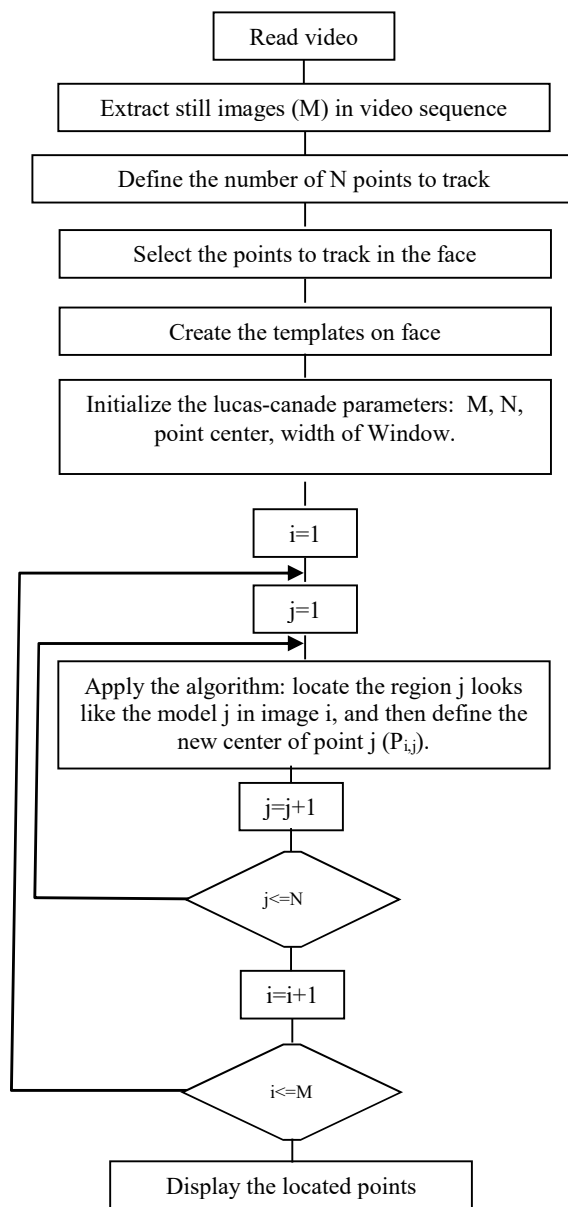 Read video
Extract still images (M) in video sequence
Define the number of N points to track
Select the points to track in the face
Create the templates on face
Initialize the lucas-canade parameters:  M, N,
point center, width of Window.
i=1
j=1
Apply the algorithm: locate the region j looks
like the model j in image i, and then define the
new center of point j (Pi,j).
j=j+1
j<=N
i=i+1
i<=M
Display the located points